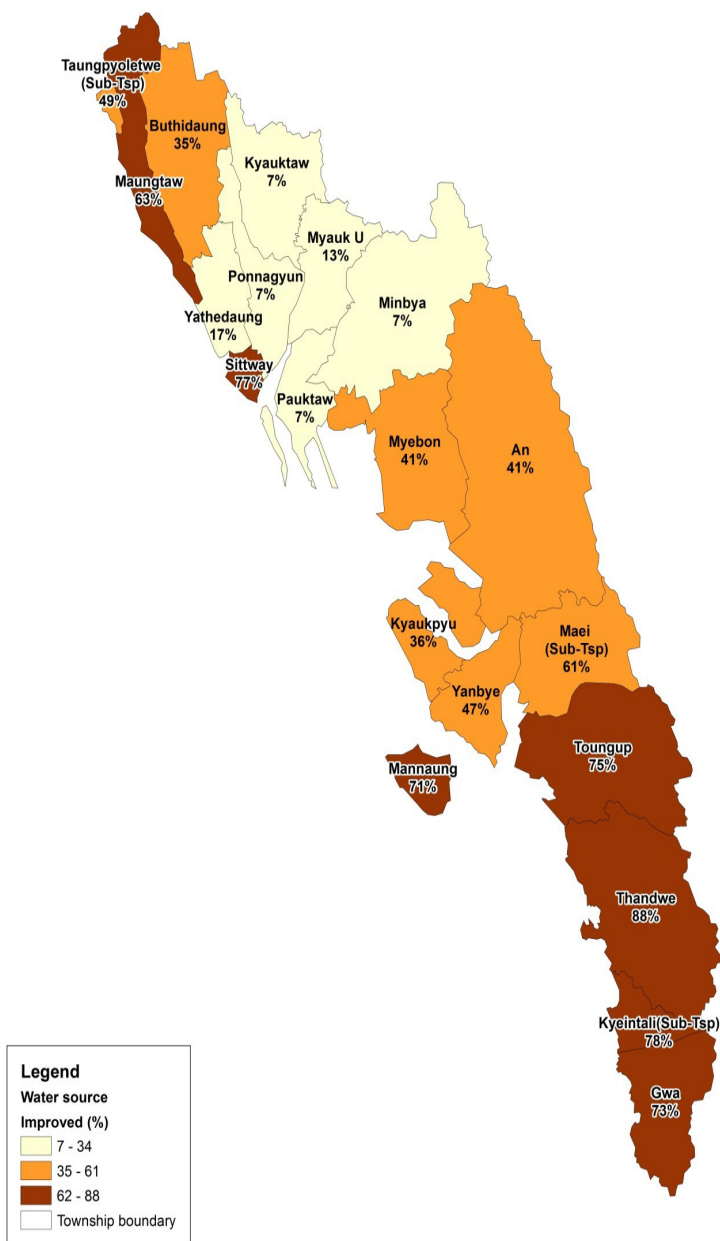 Taungpyoletwe
(Sub-Tsp)
49%
Buthidaung
35%
Kyauktaw
7%
Maungtaw
63%
Myauk U
13%
Ponnagyun
7%
Minbya
7%
Yathedaung
17%
Sittway
77%
Pauktaw
7%
Myebon
41%
An
41%
Kyaukpyu
36%
Maei
(Sub-Tsp)
61%
Yanbye
47%
Toungup
75%
Mannaung
71%
Thandwe
88%
Kyeintali(Sub-Tsp)
78%
Gwa
73%
Legend
Water source
Improved (%)
7 - 34
35 - 61
62 - 88
Township boundary